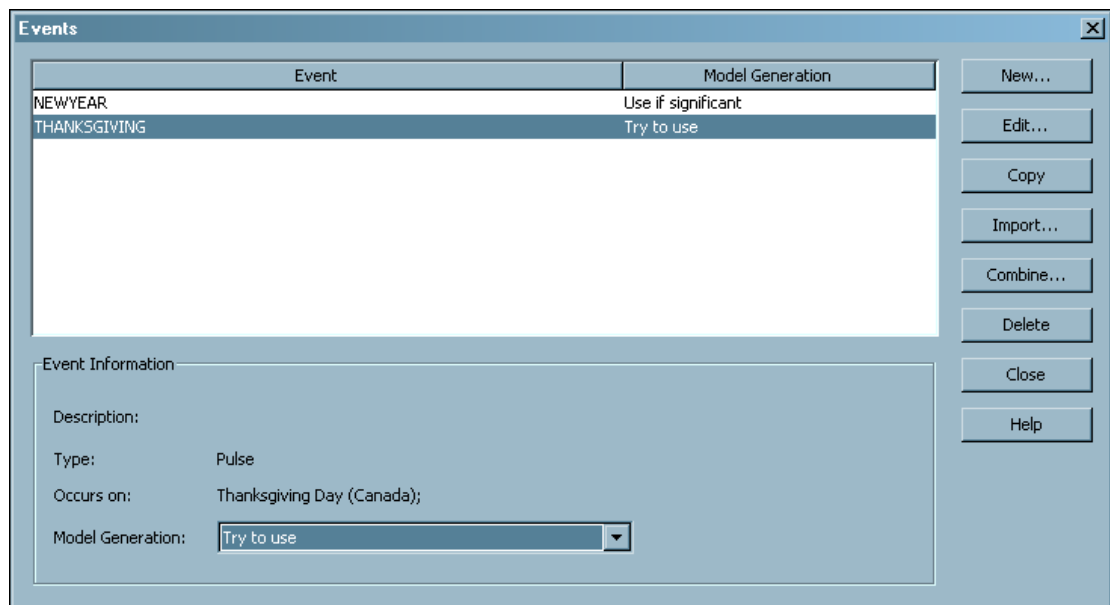 Events
Event Model Generation
NEWYEAR Use if significant
THANKSGIVING Try to use
New...
Edit...
Copy
Import...
Combine...
Delete
Close
Help
Event Information
Description:
Type: Pulse
Occurs on: Thanksgiving Day (Canada);
Model Generation: Try to use